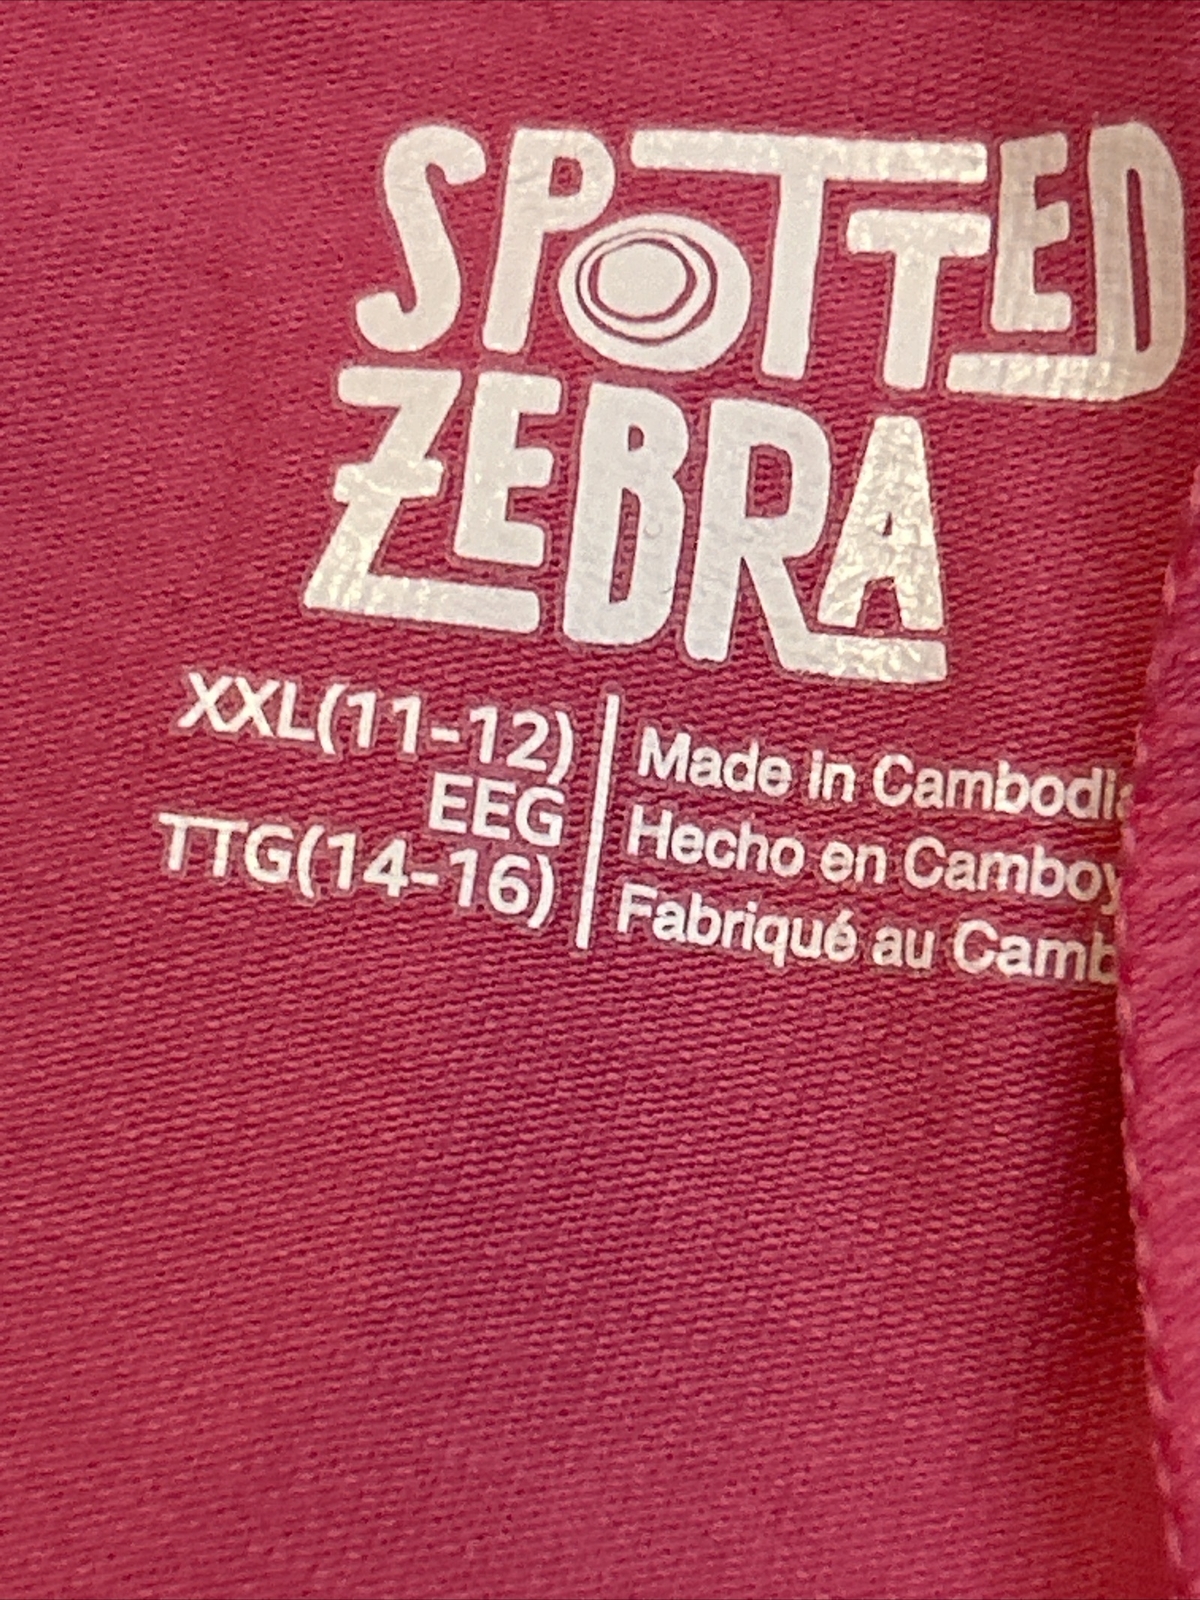 SPOTTED
ZEBRA
XXL(11-12)
EEG
TTG(14-16)
Made in Cambodia
Hecho en Camboy
Fabriqué au Camb